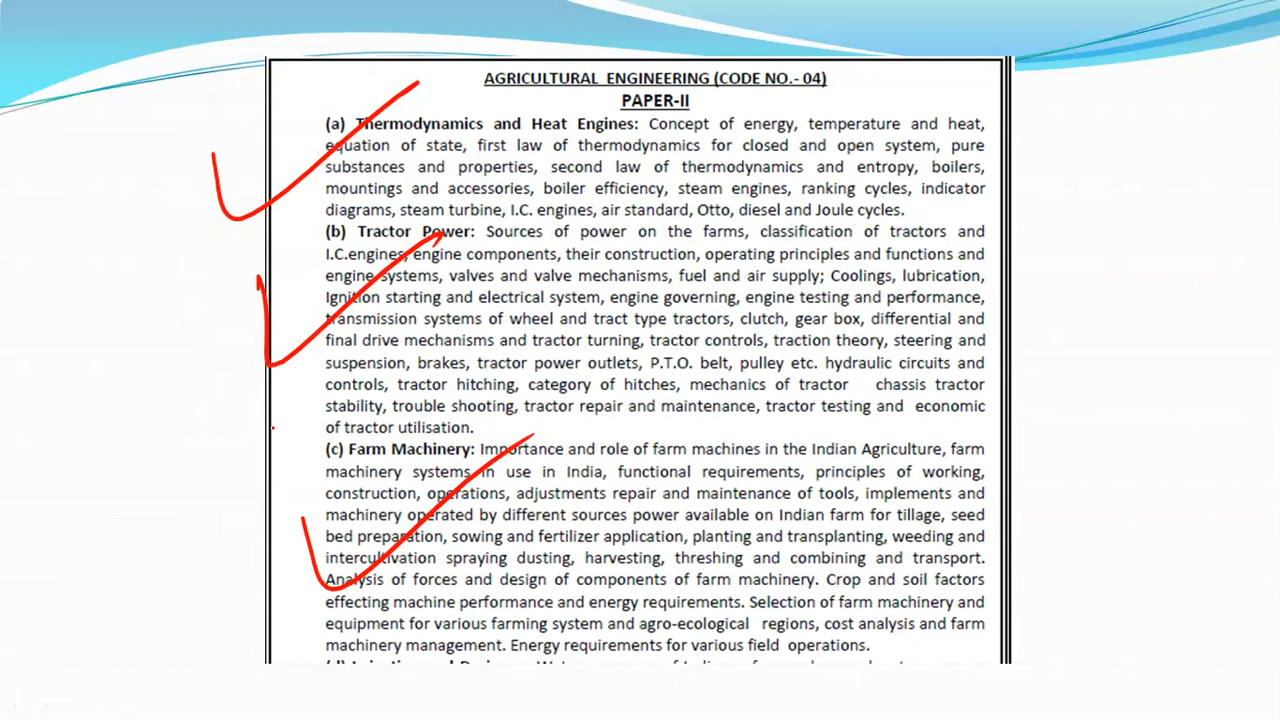 AGRICULTURAL ENGINEERING (CODE NO.- 04)
PAPER-II
(a) Thermodynamics and Heat Engines: Concept of energy, temperature and heat,
equation of state, first law of thermodynamics for closed and open system, pure
substances and properties, second law of thermodynamics and entropy, boilers,
mountings and accessories, boiler efficiency, steam engines, ranking cycles, indicator
diagrams, steam turbine, I.C. engines, air standard, Otto, diesel and Joule cycles.
(b) Tractor Power: Sources of power on the farms, classification of tractors and
I.C.engines, engine components, their construction, operating principles and functions and
engine systems, valves and valve mechanisms, fuel and air supply; Coolings, lubrication,
Ignition starting and electrical system, engine governing, engine testing and performance,
transmission systems of wheel and tract type tractors, clutch, gear box, differential and
final drive mechanisms and tractor turning, tractor controls, traction theory, steering and
suspension, brakes, tractor power outlets, P.T.O. belt, pulley etc. hydraulic circuits and
controls, tractor hitching, category of hitches, mechanics of tractor chassis tractor
stability, trouble shooting, tractor repair and maintenance, tractor testing and economic
of tractor utilisation.
(c) Farm Machinery: Importance and role of farm machines in the Indian Agriculture, farm
machinery systems in use in India, functional requirements, principles of working,
construction, operations, adjustments repair and maintenance of tools, implements and
machinery operated by different sources power available on Indian farm for tillage, seed
bed preparation, sowing and fertilizer application, planting and transplanting, weeding and
intercultivation spraying dusting, harvesting, threshing and combining and transport.
Analysis of forces and design of components of farm machinery. Crop and soil factors
effecting machine performance and energy requirements. Selection of farm machinery and
equipment for various farming system and agro-ecological regions, cost analysis and farm
machinery management. Energy requirements for various field operations.